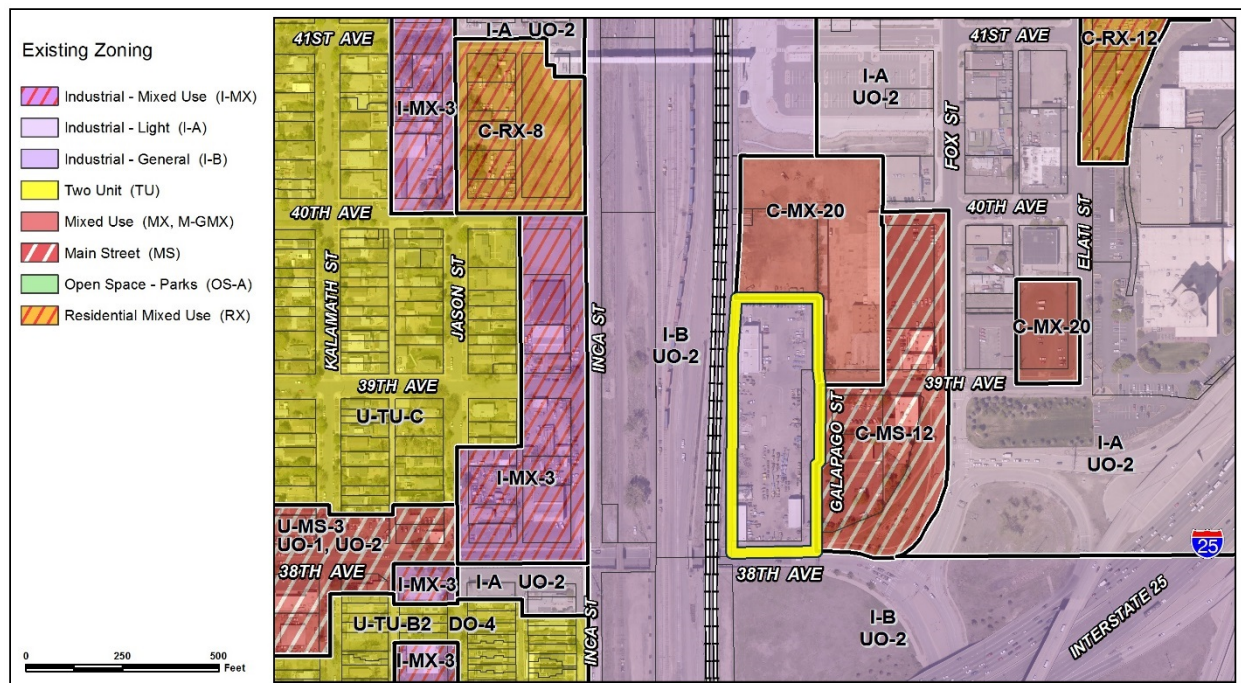 Existing Zoning
Industrial - Mixed Use (I-MX)
Industrial - Light (I-A)
Industrial - General (I-B)
Two Unit (TU)
Mixed Use (MX, M-GMX)
Main Street (MS)
Open Space - Parks (OS-A)
Residential Mixed Use (RX)
0 250 500
Feet
41ST AVE
I-A UO-2
I-MX-3
C-RX-8
40TH AVE
KALAMATH ST
JASON ST
INCA ST
39TH AVE
U-TU-C
I-MX-3
U-MS-3
UO-1, UO-2
38TH AVE
I-MX-3
I-A UO-2
U-TU-B2 DO-4
I-MX-3
INCA ST
I-B
UO-2
I-A
UO-2
FOX ST
41ST AVE
C-RX-12
C-MX-20
40TH AVE
ELATI ST
C-MX-20
39TH AVE
GALAPAGO ST
C-MS-12
I-A
UO-2
38TH AVE
I-B
UO-2
25
INTERSTATE 25